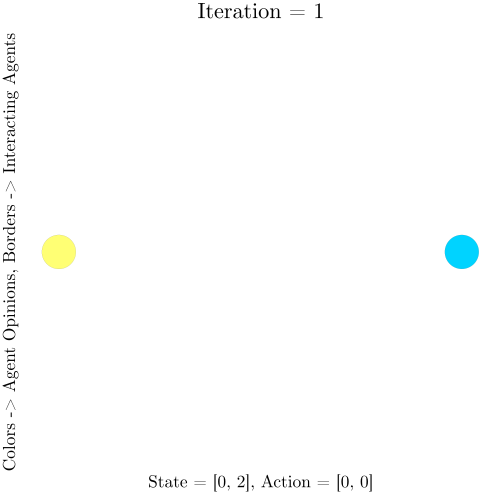 Iteration = 1
Colors -> Agent Opinions, Borders -> Interacting Agents
State = [0, 2], Action = [0, 0]